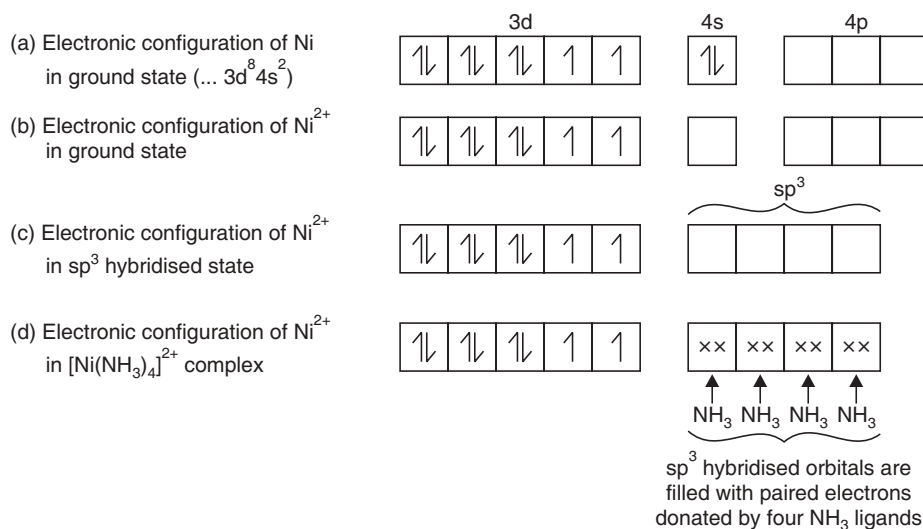 3d 4s 4p
(a) Electronic configuration of Ni
in ground state (... 3d⁸4s²)
(b) Electronic configuration of Ni²⁺
in ground state
sp³
(c) Electronic configuration of Ni²⁺
in sp³ hybridised state
(d) Electronic configuration of Ni²⁺
in [Ni(NH₃)₄]²⁺ complex
×× ×× ×× ××
NH₃ NH₃ NH₃ NH₃
sp³ hybridised orbitals are
filled with paired electrons
donated by four NH₃ ligands